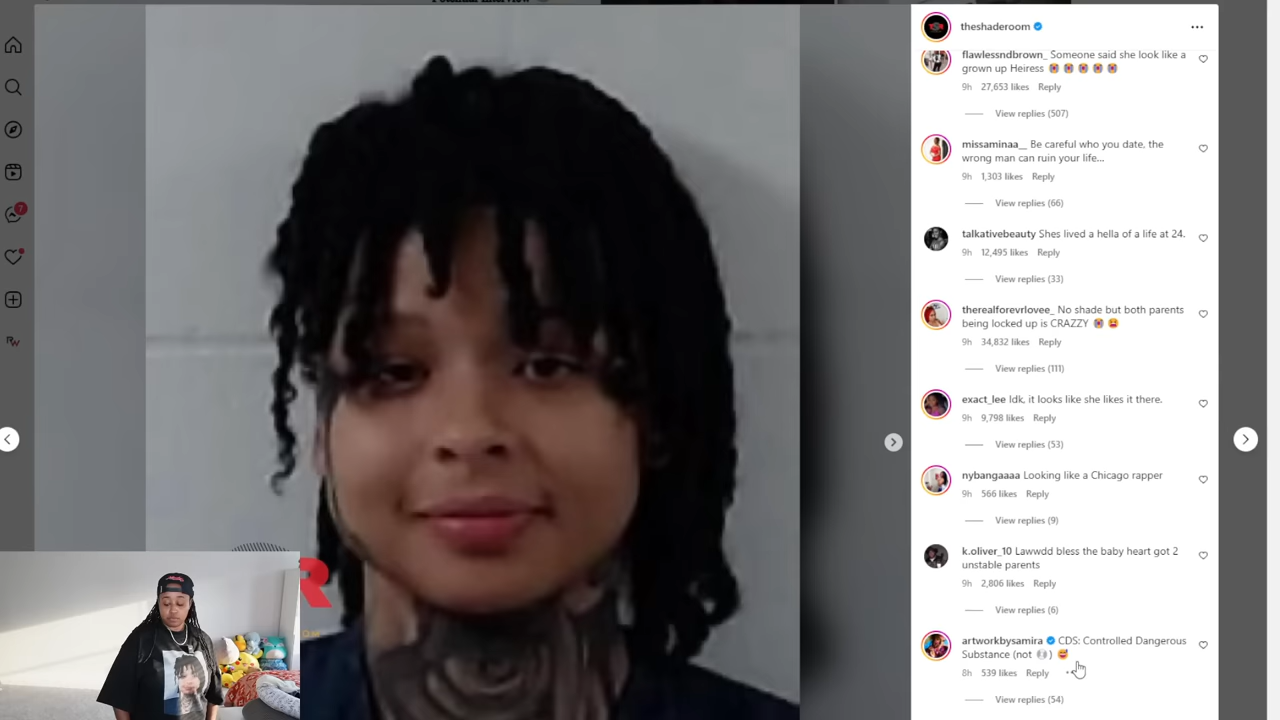 theshaderoom
flawlessndbrown_ Someone said she look like a
grown up Heiress
9h 27,653 likes Reply
View replies (507)
missaminaa__ Be careful who you date, the
wrong man can ruin your life...
9h 1,303 likes Reply
View replies (66)
talkativebeauty Shes lived a hella of a life at 24.
9h 12,495 likes Reply
View replies (33)
therealforevrlovee_ No shade but both parents
being locked up is CRAZZY
9h 34,832 likes Reply
View replies (111)
exact_lee Idk, it looks like she likes it there.
9h 9,798 likes Reply
View replies (53)
nybangaaaa Looking like a Chicago rapper
9h 566 likes Reply
View replies (9)
k.oliver_10 Lawwdd bless the baby heart got 2
unstable parents
9h 2,806 likes Reply
View replies (6)
artworkbysamira CDS: Controlled Dangerous
Substance (not 💿) 😅
8h 539 likes Reply
View replies (54)
7
RW
R